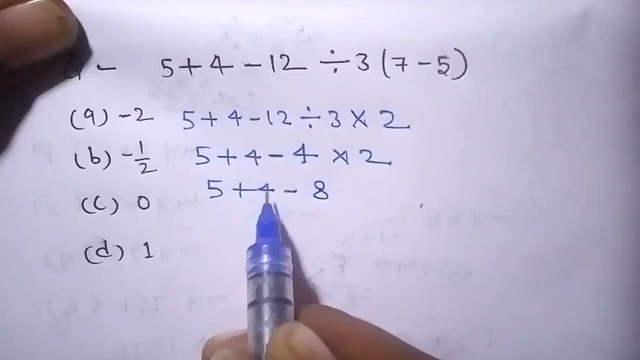 Q - 5+4-12÷3(7-5)
(a) -2 5+4-12÷3×2
(b) -1/2 5+4-4×2
(c) 0 5+4-8
(d) 1